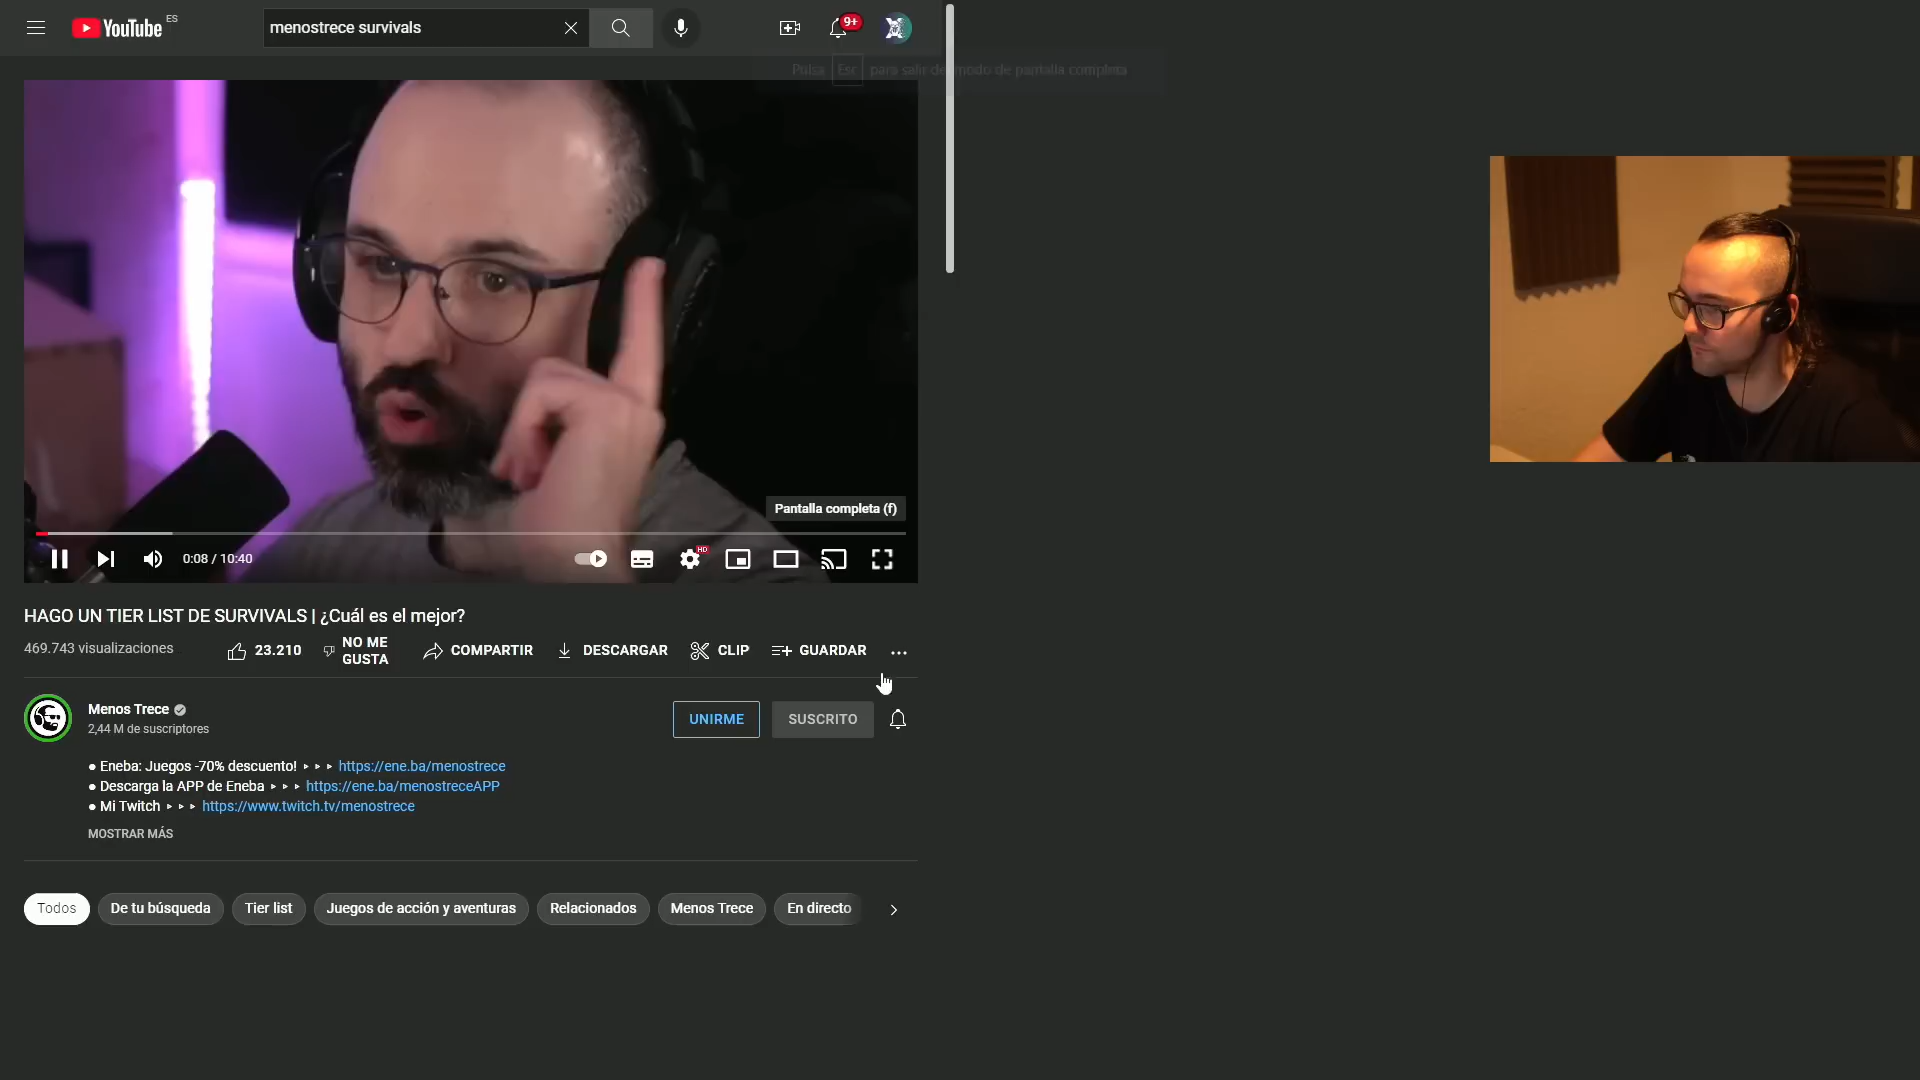 YouTube ES
menostrece survivals
9+
Pulsa Esc para salir del modo de pantalla completa
Pantalla completa (f)
0:08 / 10:40
HD
HAGO UN TIER LIST DE SURVIVALS | ¿Cuál es el mejor?
469.743 visualizaciones
23.210
NO ME GUSTA
COMPARTIR
DESCARGAR
CLIP
GUARDAR
Menos Trece
2,44 M de suscriptores
UNIRME
SUSCRITO
● Eneba: Juegos -70% descuento! ‣ ‣ ‣ https://ene.ba/menostrece
● Descarga la APP de Eneba ‣ ‣ ‣ https://ene.ba/menostreceAPP
● Mi Twitch ‣ ‣ ‣ https://www.twitch.tv/menostrece
MOSTRAR MÁS
Todos
De tu búsqueda
Tier list
Juegos de acción y aventuras
Relacionados
Menos Trece
En directo